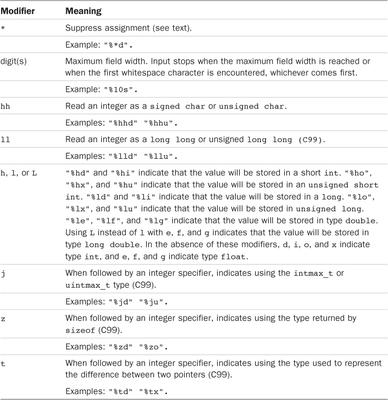 Modifier Meaning
* Suppress assignment (see text).
Example: "%*d".
digit(s) Maximum field width. Input stops when the maximum field width is reached or
when the first whitespace character is encountered, whichever comes first.
Example: "%10s".
hh Read an integer as a signed char or unsigned char.
Examples: "%hhd" "%hhu".
ll Read an integer as a long long or unsigned long long (C99).
Examples: "%lld" "%llu".
h, l, or L "%hd" and "%hi" indicate that the value will be stored in a short int. "%ho",
"%hx", and "%hu" indicate that the value will be stored in an unsigned short
int. "%ld" and "%li" indicate that the value will be stored in a long. "%lo",
"%lx", and "%lu" indicate that the value will be stored in unsigned long.
"%le", "%lf", and "%lg" indicate that the value will be stored in type double.
Using L instead of l with e, f, and g indicates that the value will be stored in
type long double. In the absence of these modifiers, d, i, o, and x indicate
type int, and e, f, and g indicate type float.
j When followed by an integer specifier, indicates using the intmax_t or
uintmax_t type (C99).
Examples: "%jd" "%ju".
z When followed by an integer specifier, indicates using the type returned by
sizeof (C99).
Examples: "%zd" "%zo".
t When followed by an integer specifier, indicates using the type used to represent
the difference between two pointers (C99).
Examples: "%td" "%tx".